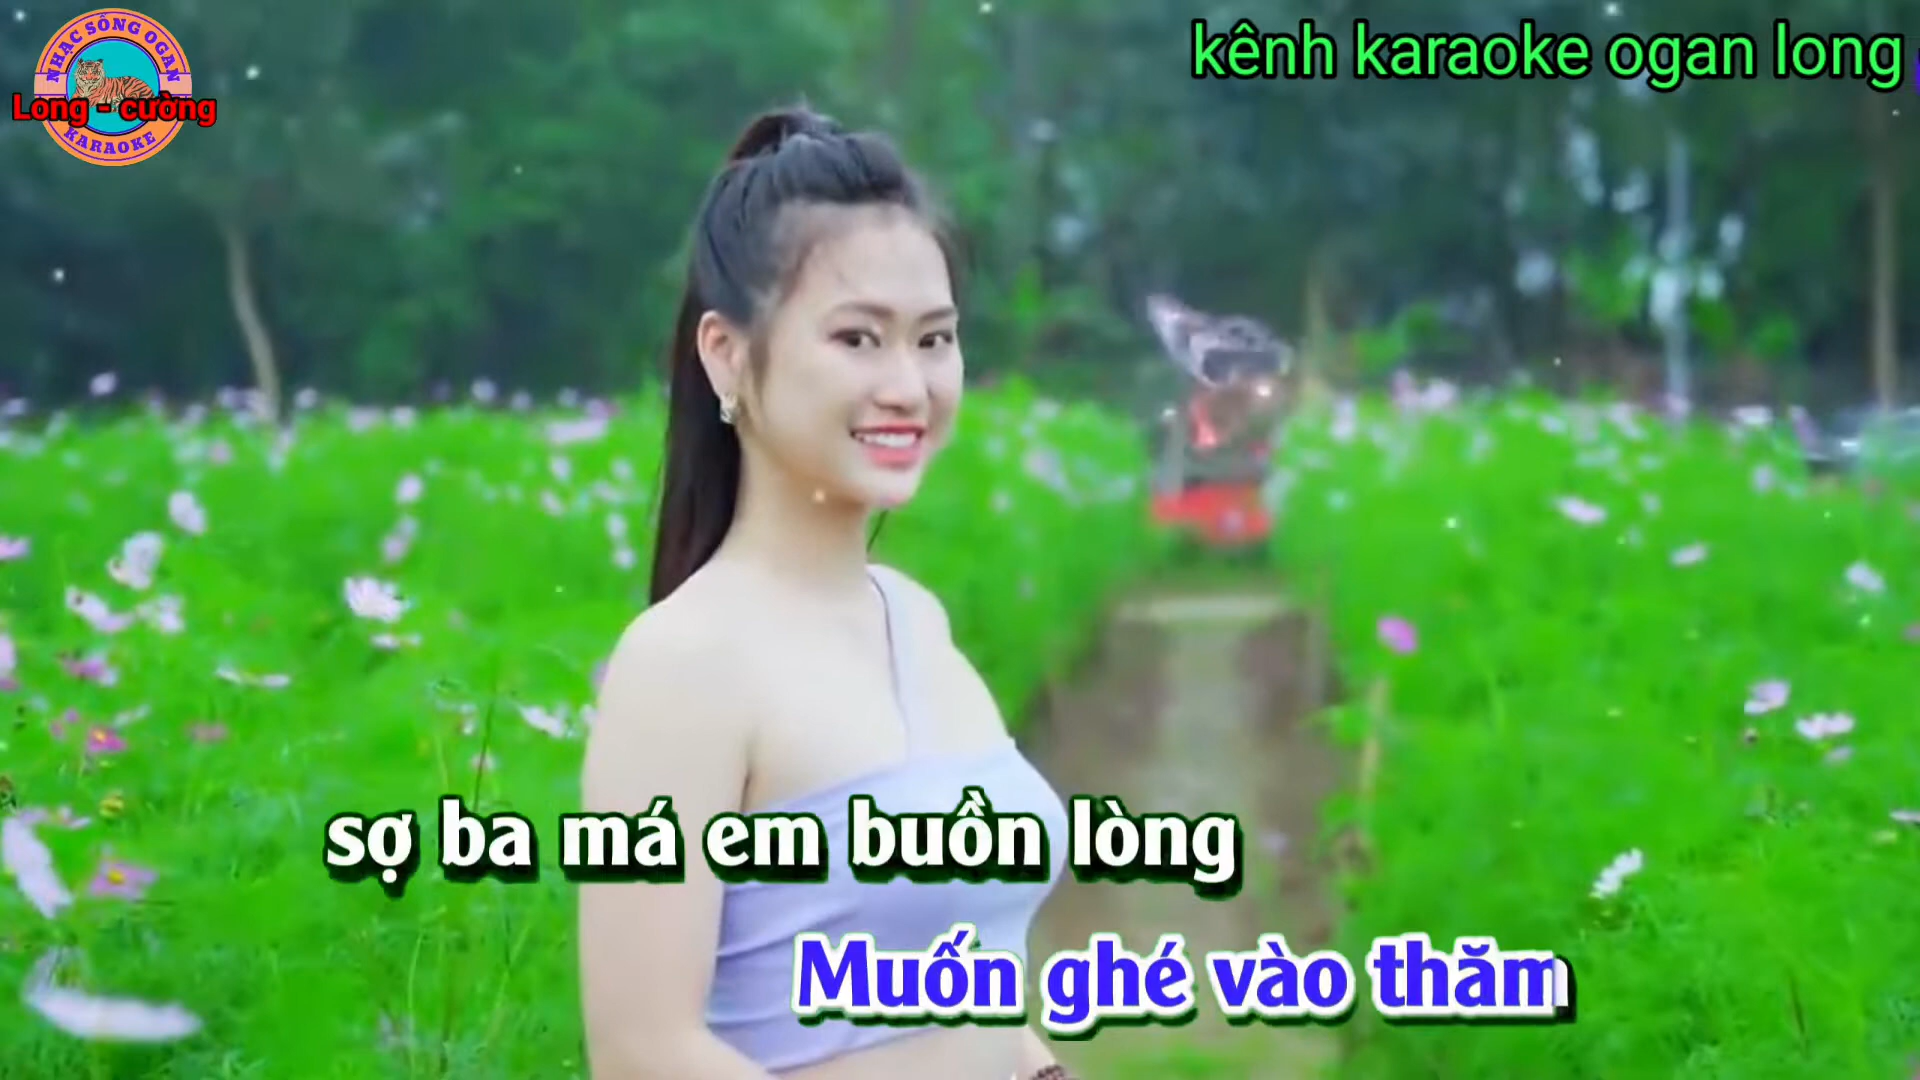 NHẠC SỐNG OGAN
Long - cường
KARAOKE
kênh karaoke ogan long
sợ ba má em buồn lòng
Muốn ghé vào thăm